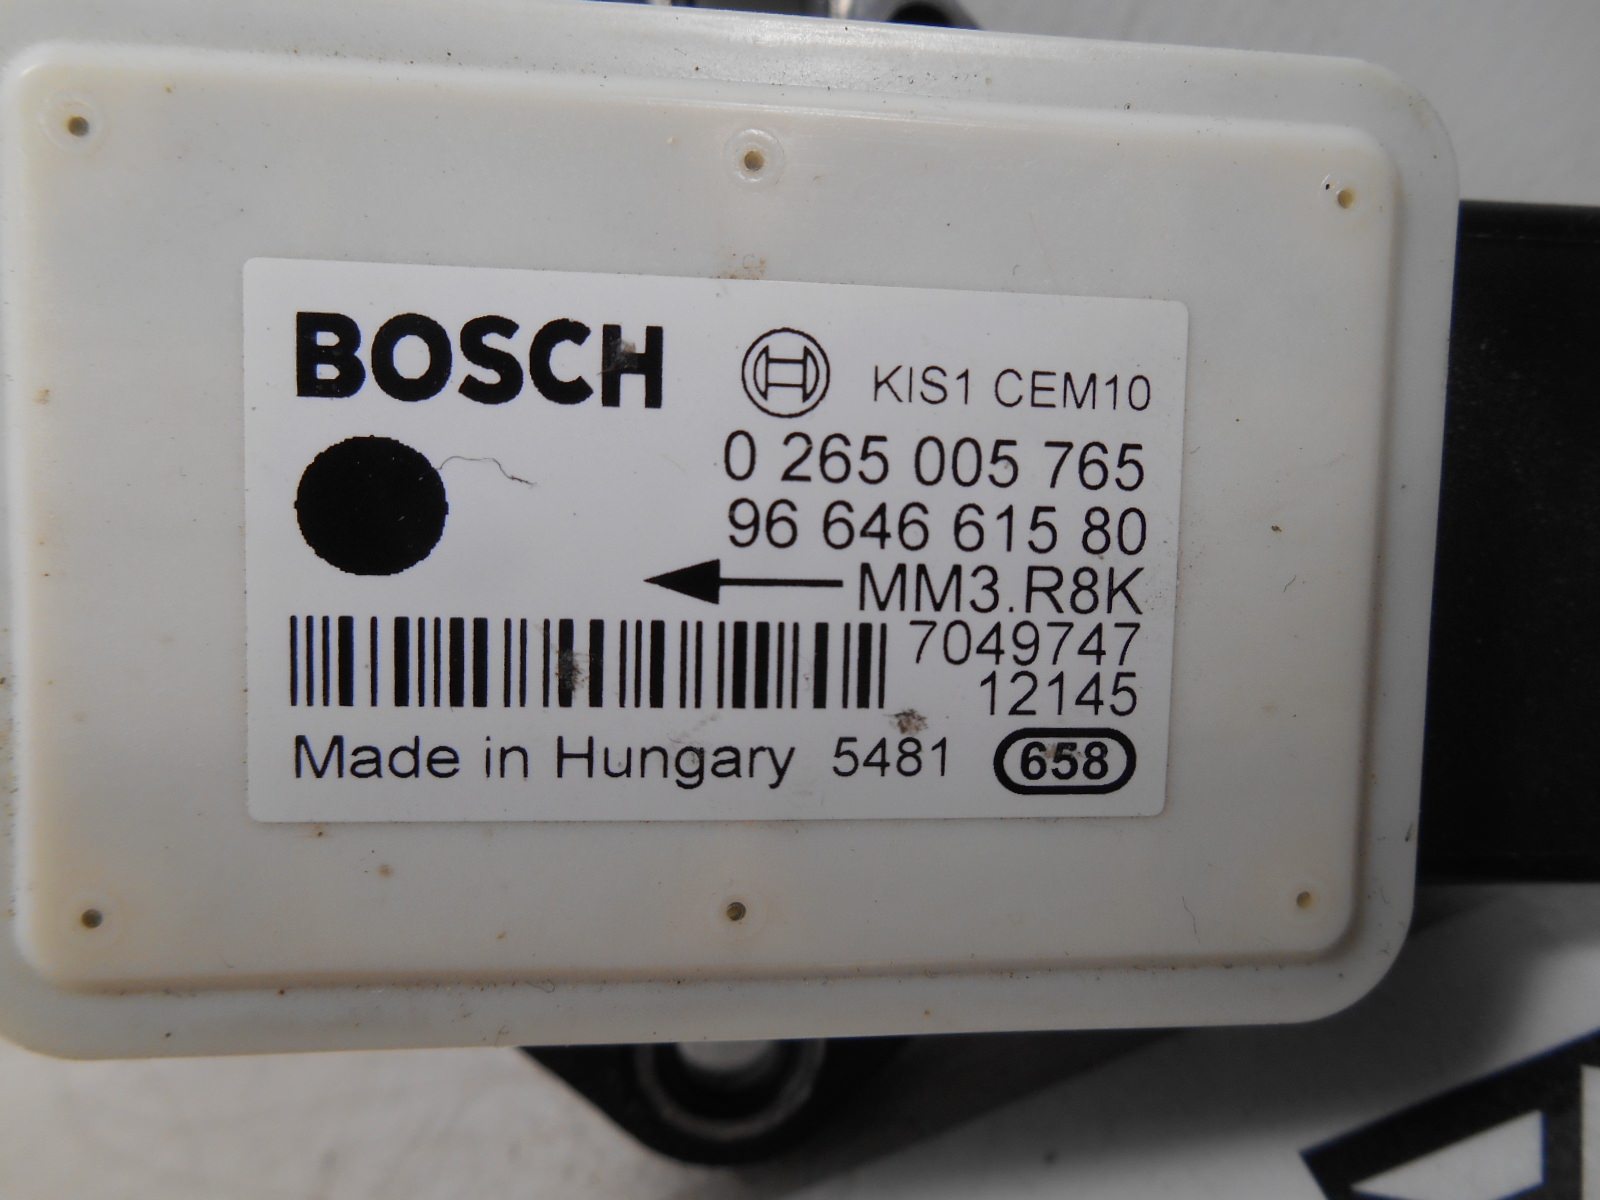 BOSCH KIS1 CEM10
0 265 005 765
96 646 615 80
MM3.R8K
7049747
12145
Made in Hungary 5481 658